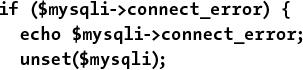 if ($mysqli->connect_error) {
  echo $mysqli->connect_error;
  unset($mysqli);